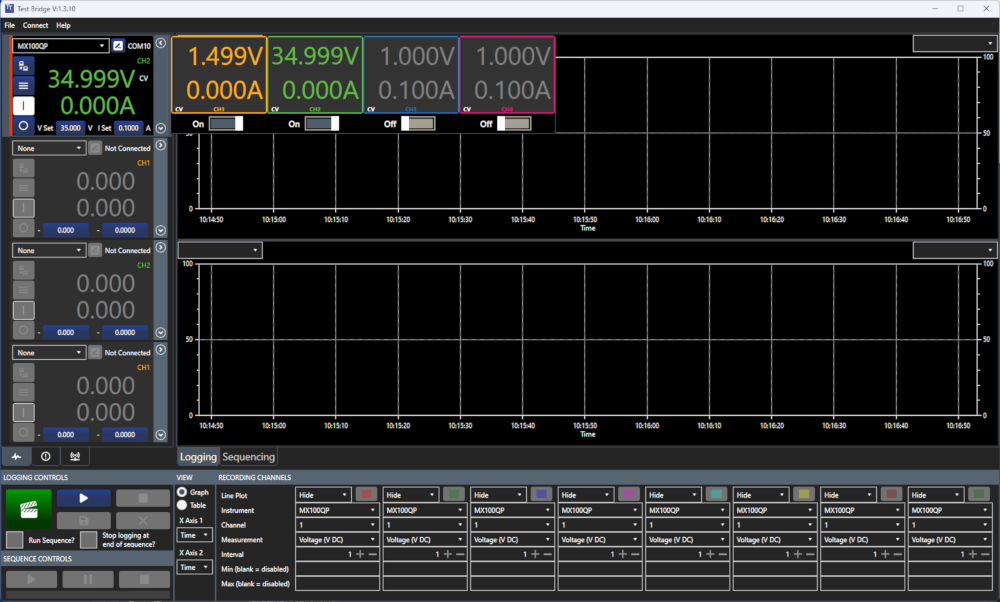 Test Bridge V:1.3.10
File Connect Help
MX100QP COM10
CH2
34.999V CV
0.000A
V Set 35.000 V I Set 0.1000 A
1.499V 34.999V 1.000V 1.000V
0.000A 0.000A 0.100A 0.100A
CV CH1 CV CH2 CV CH3 CV CH4
On On Off Off
None Not Connected
CH1
0.000
0.000
- 0.000 - 0.0000
None Not Connected
CH2
0.000
0.000
- 0.000 - 0.0000
None Not Connected
CH1
0.000
0.000
- 0.000 - 0.0000
100
50 50
0 0
10:14:50 10:15:00 10:15:10 10:15:20 10:15:30 10:15:40 10:15:50 10:16:00 10:16:10 10:16:20 10:16:30 10:16:40 10:16:50
Time
100 100
50 50
0 0
10:14:50 10:15:00 10:15:10 10:15:20 10:15:30 10:15:40 10:15:50 10:16:00 10:16:10 10:16:20 10:16:30 10:16:40 10:16:50
Time
Logging Sequencing
LOGGING CONTROLS
Run Sequence? Stop logging at
end of sequence?
SEQUENCE CONTROLS
VIEW
Graph
Table
X Axis 1
Time
X Axis 2
Time
RECORDING CHANNELS
Line Plot Hide Hide Hide Hide Hide Hide Hide Hide
Instrument MX100QP MX100QP MX100QP MX100QP MX100QP MX100QP MX100QP MX100QP
Channel 1 1 1 1 1 1 1 1
Measurement Voltage (V DC) Voltage (V DC) Voltage (V DC) Voltage (V DC) Voltage (V DC) Voltage (V DC) Voltage (V DC) Voltage (V DC)
Interval 1 + − 1 + − 1 + − 1 + − 1 + − 1 + − 1 + − 1 + −
Min (blank = disabled)
Max (blank = disabled)